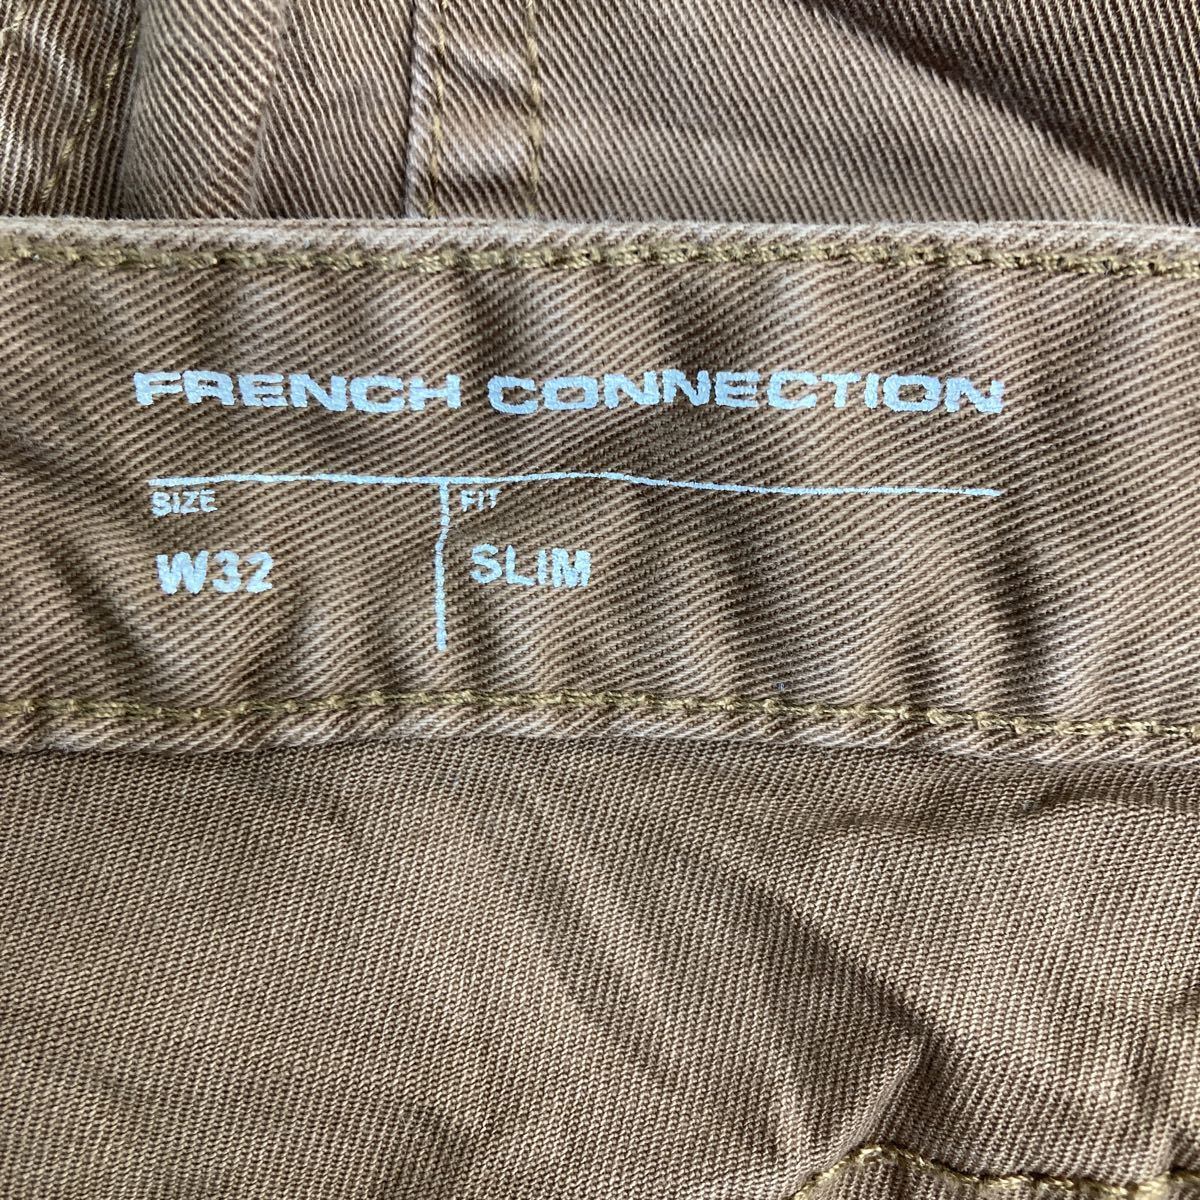 FRENCH CONNECTION
SIZE FIT
W32 SLIM